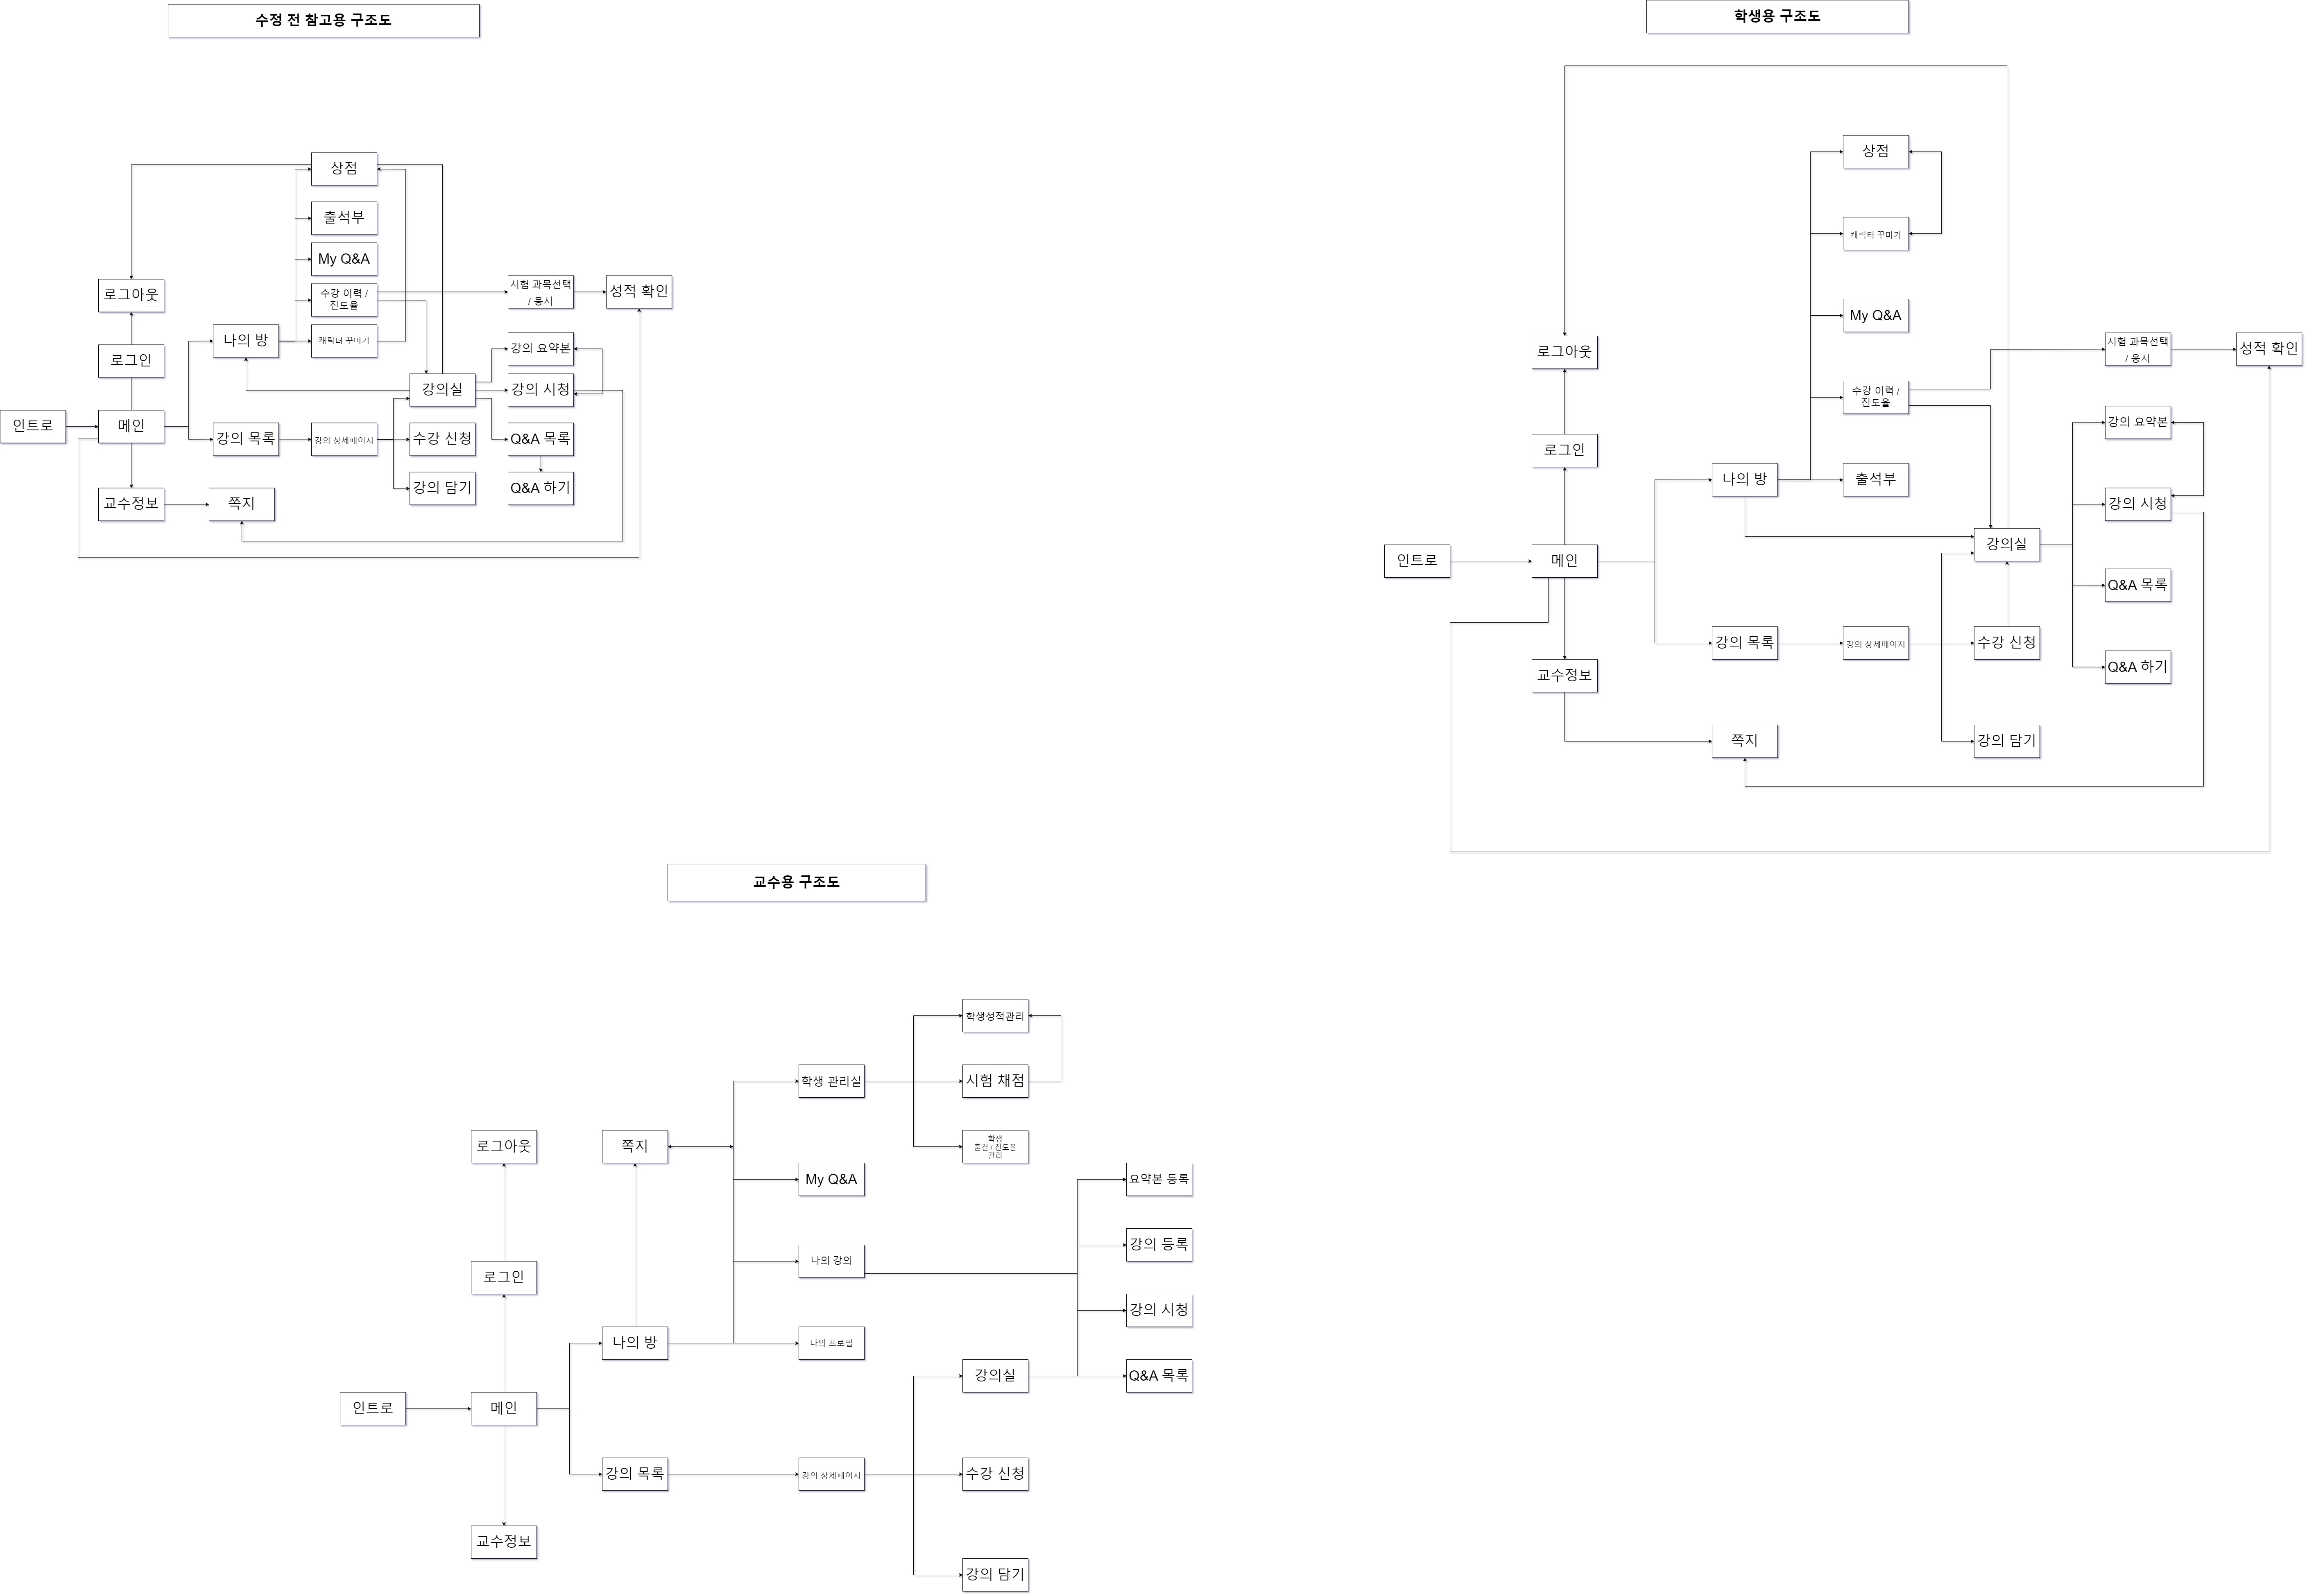 수정 전 참고용 구조도
상점
출석부
My Q&A
로그아웃
수강 이력 /
진도율
시험 과목선택
/ 응시
성적 확인
로그인
나의 방
캐릭터 꾸미기
강의 요약본
강의실
강의 시청
인트로
메인
강의 목록
강의 상세페이지
수강 신청
Q&A 목록
강의 담기
Q&A 하기
교수정보
쪽지
학생용 구조도
상점
캐릭터 꾸미기
My Q&A
로그아웃
시험 과목선택
/ 응시
성적 확인
수강 이력 /
진도율
강의 요약본
로그인
나의 방
출석부
강의 시청
인트로
메인
강의실
Q&A 목록
강의 목록
강의 상세페이지
수강 신청
Q&A 하기
교수정보
쪽지
강의 담기
교수용 구조도
학생성적관리
학생 관리실
시험 채점
로그아웃
쪽지
학생
출결 / 진도율
관리
My Q&A
요약본 등록
강의 등록
로그인
나의 강의
강의 시청
나의 방
나의 프로필
강의실
Q&A 목록
인트로
메인
강의 목록
강의 상세페이지
수강 신청
교수정보
강의 담기